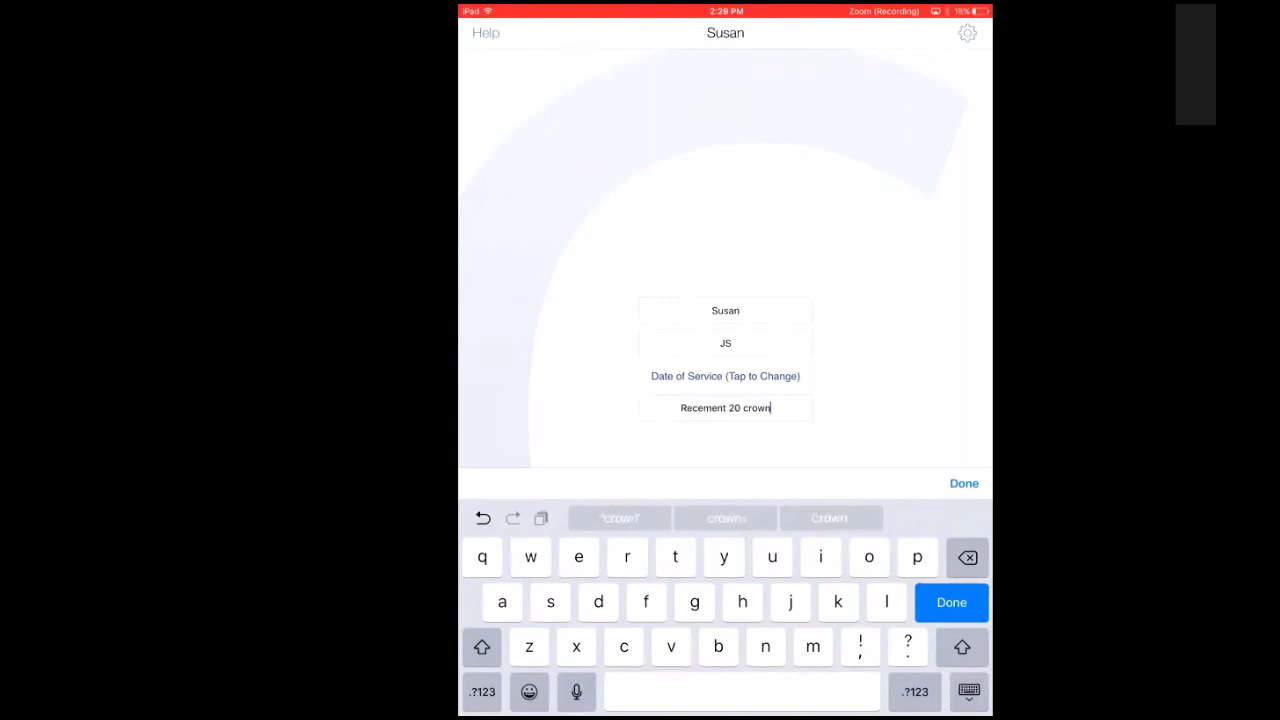 iPad 2:29 PM Zoom (Recording) 18%
Help Susan
Susan
JS
Date of Service (Tap to Change)
Recement 20 crown
Done
"crown" crowns Crown
q w e r t y u i o p
a s d f g h j k l Done
z x c v b n m ! , ? .
.?123 .?123